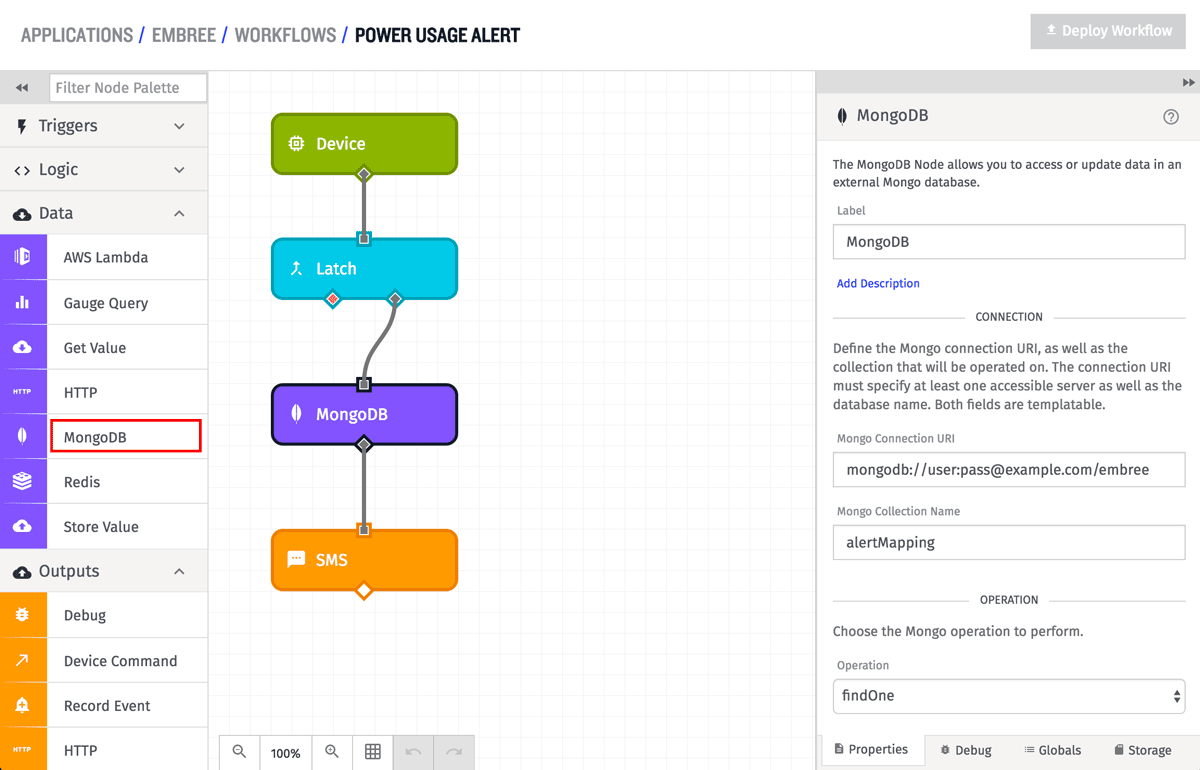 APPLICATIONS / EMBREE / WORKFLOWS / POWER USAGE ALERT
Deploy Workflow
Filter Node Palette
Triggers
Logic
Data
AWS Lambda
Gauge Query
Get Value
HTTP
HTTP
MongoDB
Redis
Store Value
Outputs
Debug
Device Command
Record Event
HTTP
HTTP
Device
Latch
MongoDB
SMS
100%
MongoDB
The MongoDB Node allows you to access or update data in an
external Mongo database.
Label
MongoDB
Add Description
CONNECTION
Define the Mongo connection URI, as well as the
collection that will be operated on. The connection URI
must specify at least one accessible server as well as the
database name. Both fields are templatable.
Mongo Connection URI
mongodb://user:pass@example.com/embree
Mongo Collection Name
alertMapping
OPERATION
Choose the Mongo operation to perform.
Operation
findOne
Properties
Debug
Globals
Storage